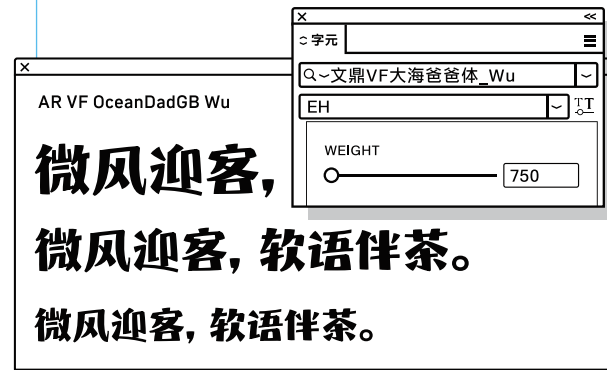 字元
文鼎VF大海爸爸体_Wu
EH
WEIGHT
750
AR VF OceanDadGB Wu
微风迎客，
微风迎客，软语伴茶。
微风迎客，软语伴茶。